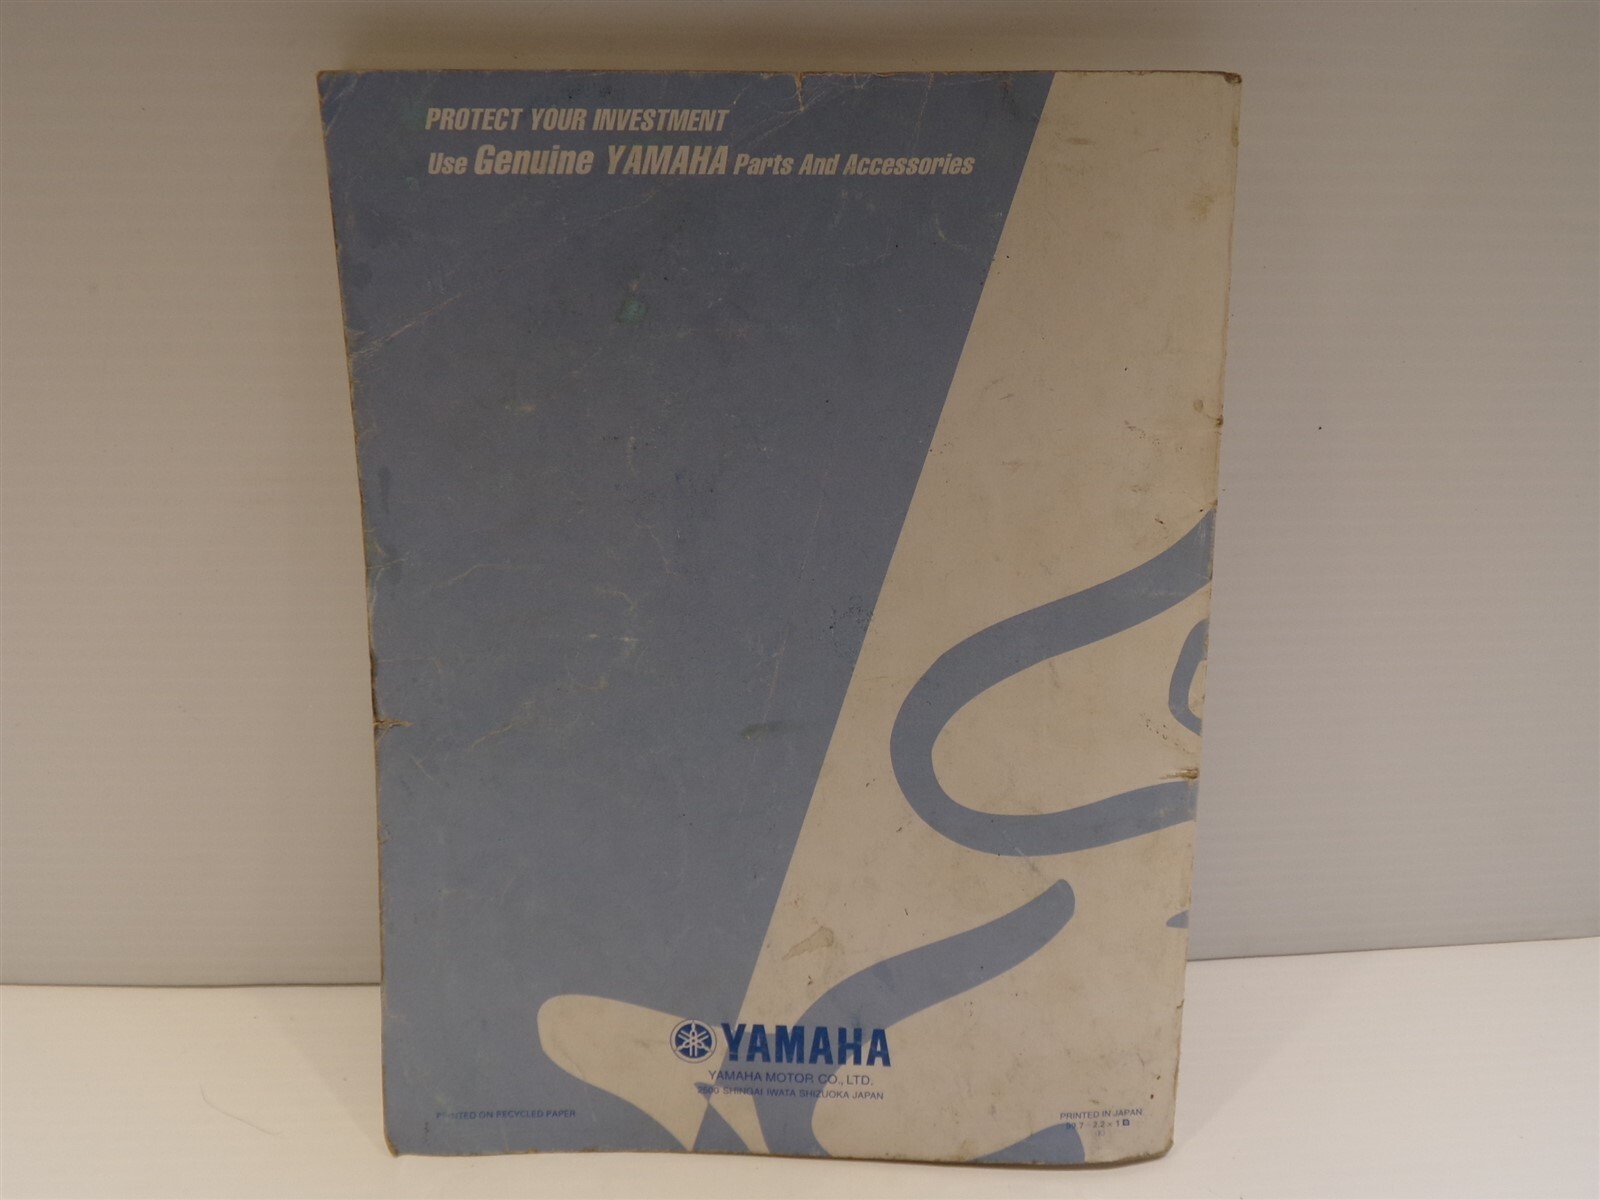 PROTECT YOUR INVESTMENT
Use Genuine YAMAHA Parts And Accessories
YAMAHA
YAMAHA MOTOR CO., LTD.
2500 SHINGAI IWATA SHIZUOKA JAPAN
PRINTED ON RECYCLED PAPER
PRINTED IN JAPAN